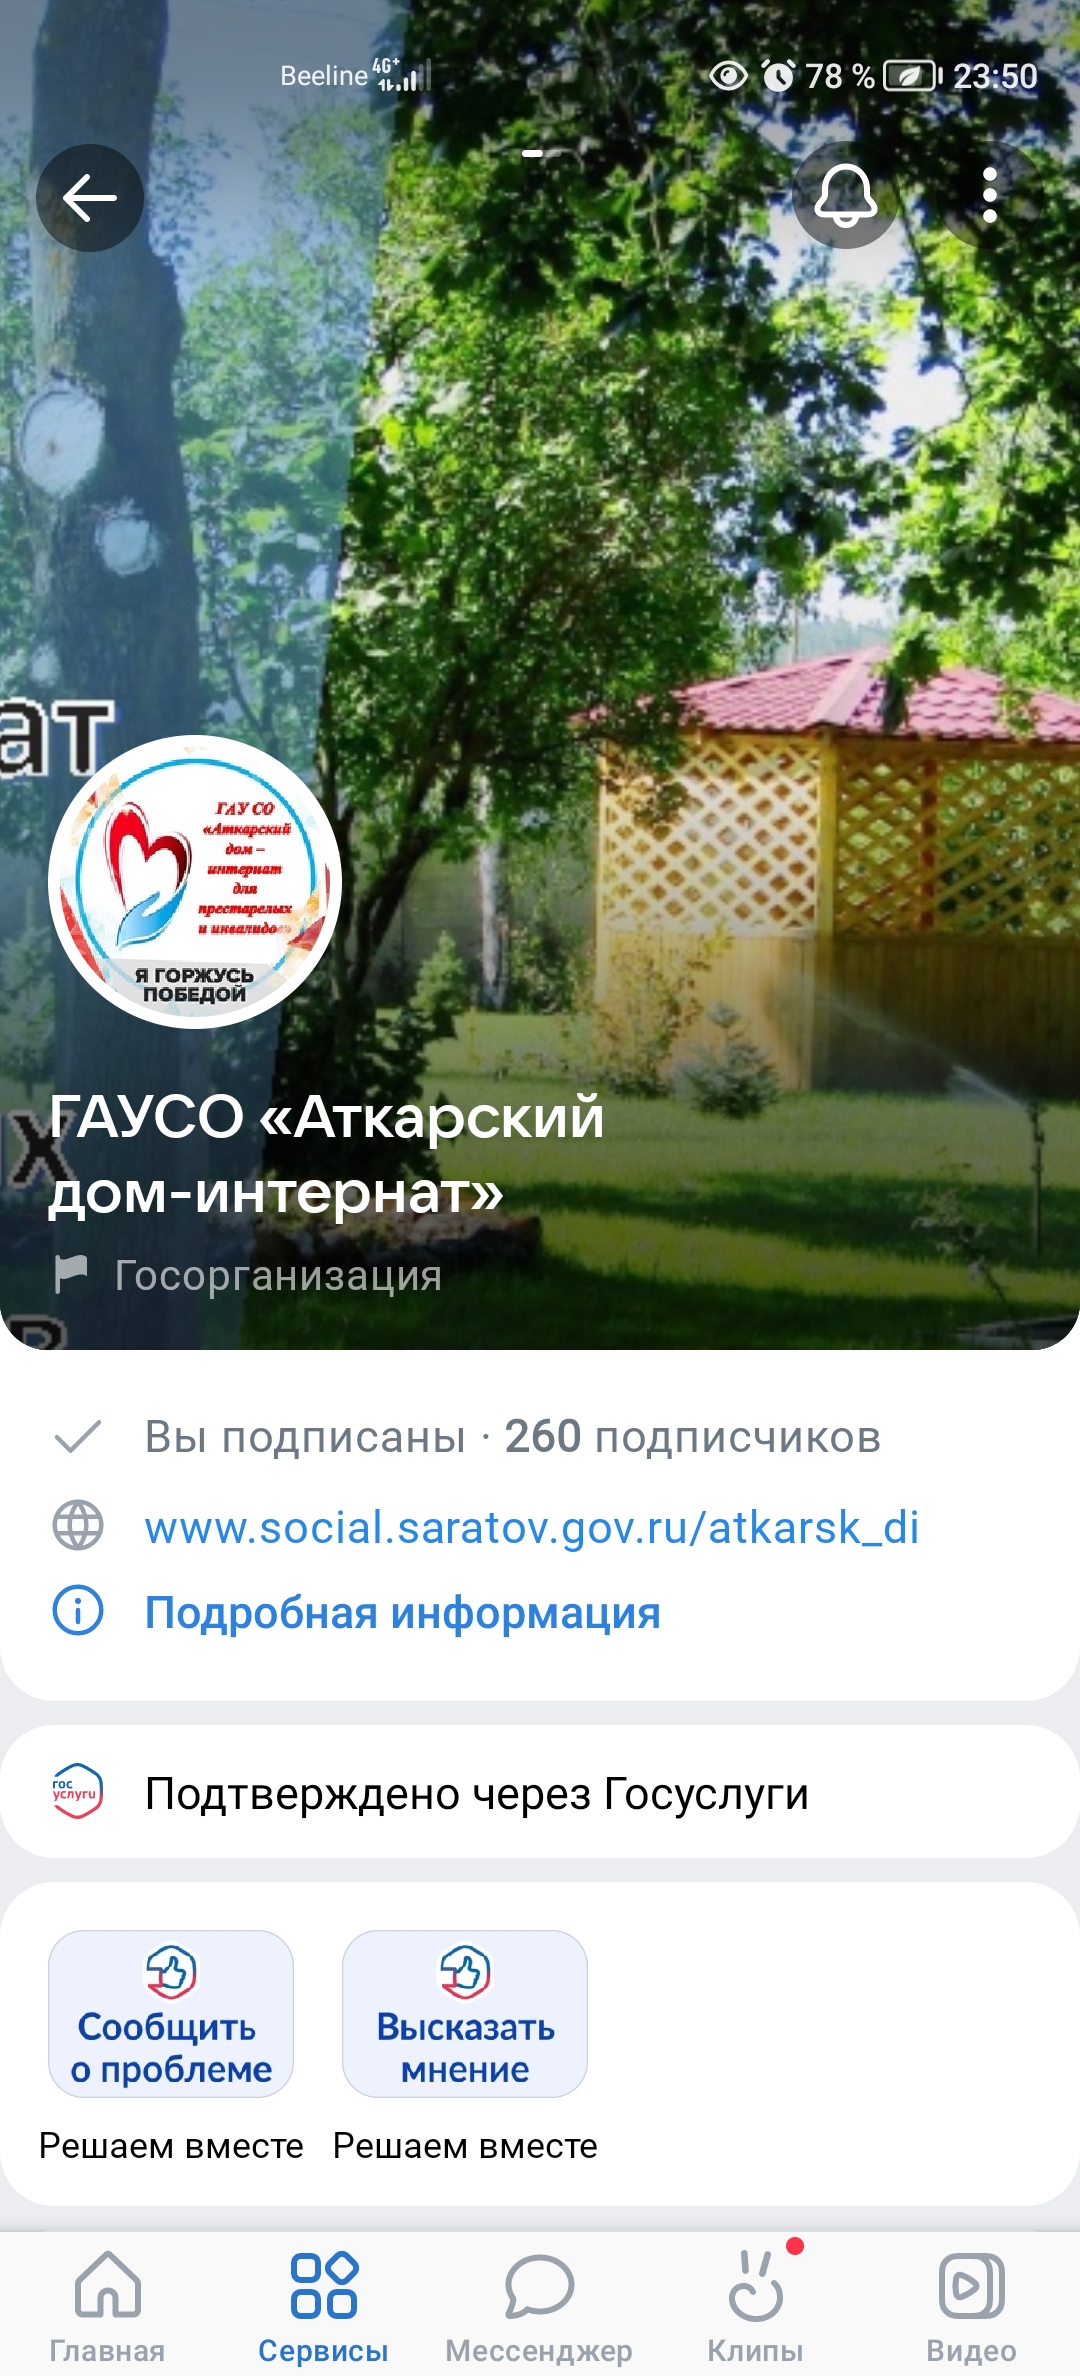 Beeline 4G+ 78 % 23:50
ат
ГАУ СО
«Аткарский
дом –
интернат
для
престарелых
и инвалидов»
Я ГОРЖУСЬ
ПОБЕДОЙ
ГАУСО «Аткарский
х
дом-интернат»
Госорганизация
в
Вы подписаны · 260 подписчиков
www.social.saratov.gov.ru/atkarsk_di
Подробная информация
гос
услуги
Подтверждено через Госуслуги
Сообщить
о проблеме
Высказать
мнение
Решаем вместе
Решаем вместе
Главная
Сервисы
Мессенджер
Клипы
Видео